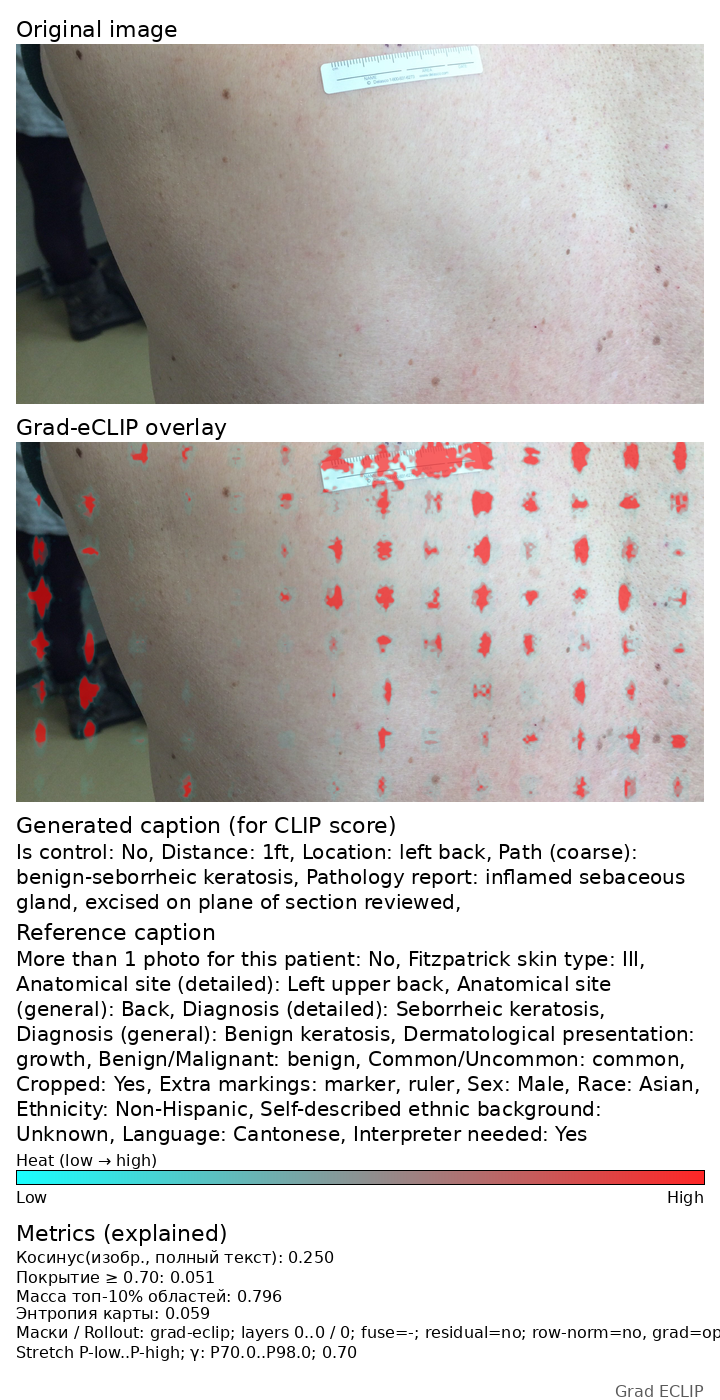 Original image
Grad-eCLIP overlay
Generated caption (for CLIP score)
Is control: No, Distance: 1ft, Location: left back, Path (coarse):
benign-seborrheic keratosis, Pathology report: inflamed sebaceous
gland, excised on plane of section reviewed,
Reference caption
More than 1 photo for this patient: No, Fitzpatrick skin type: III,
Anatomical site (detailed): Left upper back, Anatomical site
(general): Back, Diagnosis (detailed): Seborrheic keratosis,
Diagnosis (general): Benign keratosis, Dermatological presentation:
growth, Benign/Malignant: benign, Common/Uncommon: common,
Cropped: Yes, Extra markings: marker, ruler, Sex: Male, Race: Asian,
Ethnicity: Non-Hispanic, Self-described ethnic background:
Unknown, Language: Cantonese, Interpreter needed: Yes
Heat (low → high)
Low High
Metrics (explained)
Косинус(изобр., полный текст): 0.250
Покрытие ≥ 0.70: 0.051
Масса топ-10% областей: 0.796
Энтропия карты: 0.059
Маски / Rollout: grad-eclip; layers 0..0 / 0; fuse=-; residual=no; row-norm=no, grad=op
Stretch P-low..P-high; γ: P70.0..P98.0; 0.70
Grad ECLIP